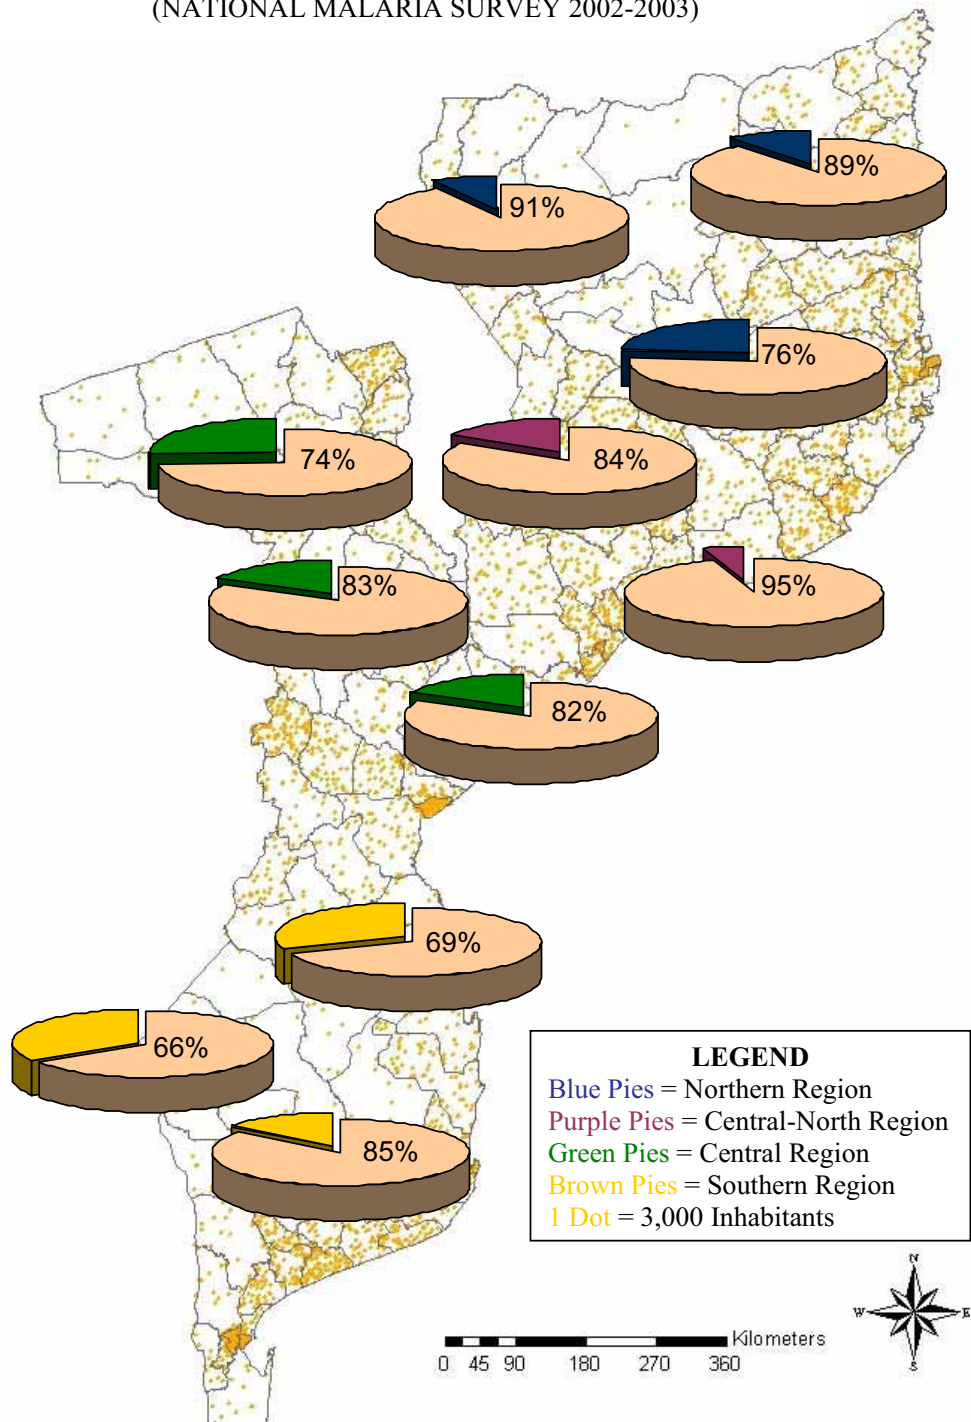 (NATIONAL MALARIA SURVEY 2002-2003)
89%
91%
76%
74%
84%
83%
95%
82%
69%
66%
85%
LEGEND
Blue Pies = Northern Region
Purple Pies = Central-North Region
Green Pies = Central Region
Brown Pies = Southern Region
1 Dot = 3,000 Inhabitants
N
W E
S
Kilometers
0 45 90 180 270 360